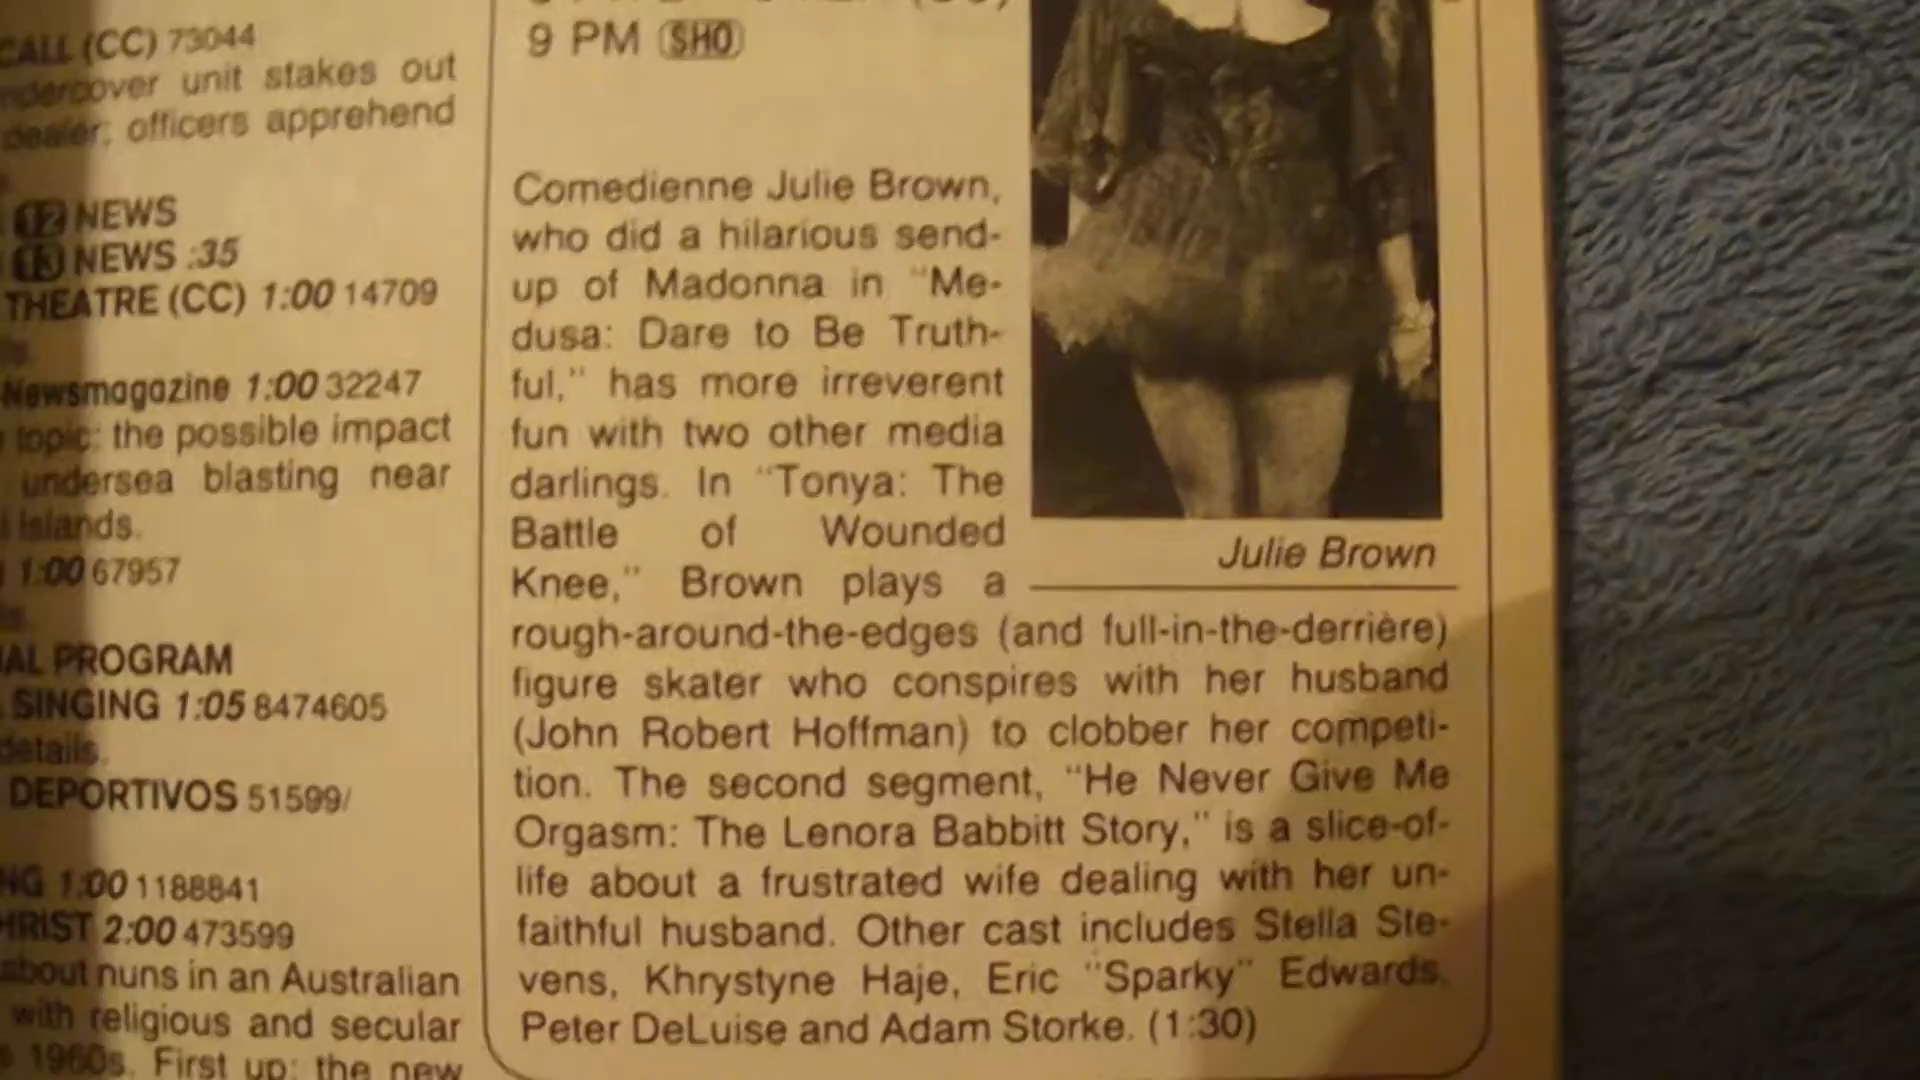 CALL (CC) 73044
undercover unit stakes out
dealer; officers apprehend
12 NEWS
13 NEWS :35
THEATRE (CC) 1:00 14709
Newsmagazine 1:00 32247
topic: the possible impact
undersea blasting near
Islands.
1:00 67957
PROGRAM
SINGING 1:05 8474605
details.
DEPORTIVOS 51599/
1:00 1188841
2:00 473599
about nuns in an Australian
with religious and secular
1960s. First up: the new
9 PM SHO
Comedienne Julie Brown,
who did a hilarious send-
up of Madonna in "Me-
dusa: Dare to Be Truth-
ful," has more irreverent
fun with two other media
darlings. In "Tonya: The
Battle of Wounded
Knee," Brown plays a
rough-around-the-edges (and full-in-the-derrière)
figure skater who conspires with her husband
(John Robert Hoffman) to clobber her competi-
tion. The second segment, "He Never Give Me
Orgasm: The Lenora Babbitt Story," is a slice-of-
life about a frustrated wife dealing with her un-
faithful husband. Other cast includes Stella Ste-
vens, Khrystyne Haje, Eric "Sparky" Edwards,
Peter DeLuise and Adam Storke. (1:30)
Julie Brown